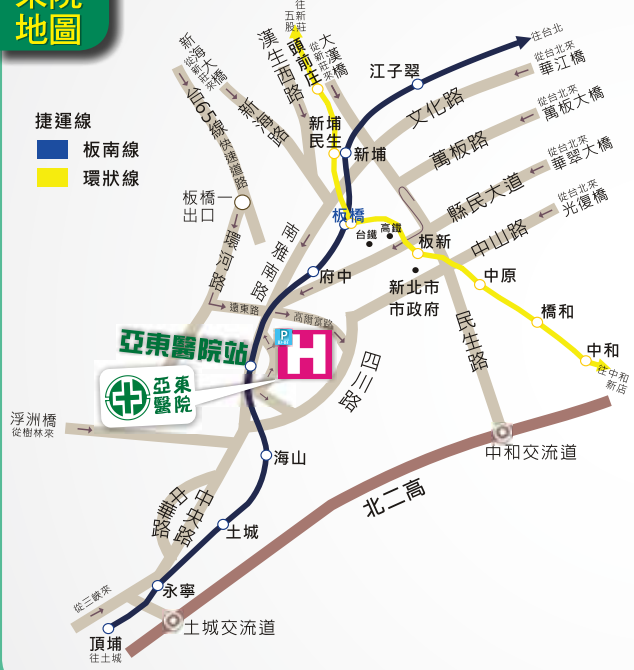 來院
地圖
捷運線
板南線
環狀線
往新莊
五股
頭前庄
從新莊來
大漢橋
漢生西路
從新莊來
新海大橋
台65線快速道路
新海路
江子翠
往台北
從台北來
華江橋
文化路
從台北來
萬板大橋
萬板路
新埔
民生
新埔
從台北來
華翠大橋
縣民大道
從台北來
光復橋
中山路
板橋
出口
板橋
台鐵
高鐵
板新
環河路
南雅南路
府中
新北市
市政府
中原
遠東路
高爾富路
橋和
民生路
中和
往中和
新店
亞東醫院站
P
H
四川路
亞東
醫院
浮洲橋
從樹林來
海山
中和交流道
北二高
中央路
中華路
土城
永寧
從三峽來
土城交流道
頂埔
往土城